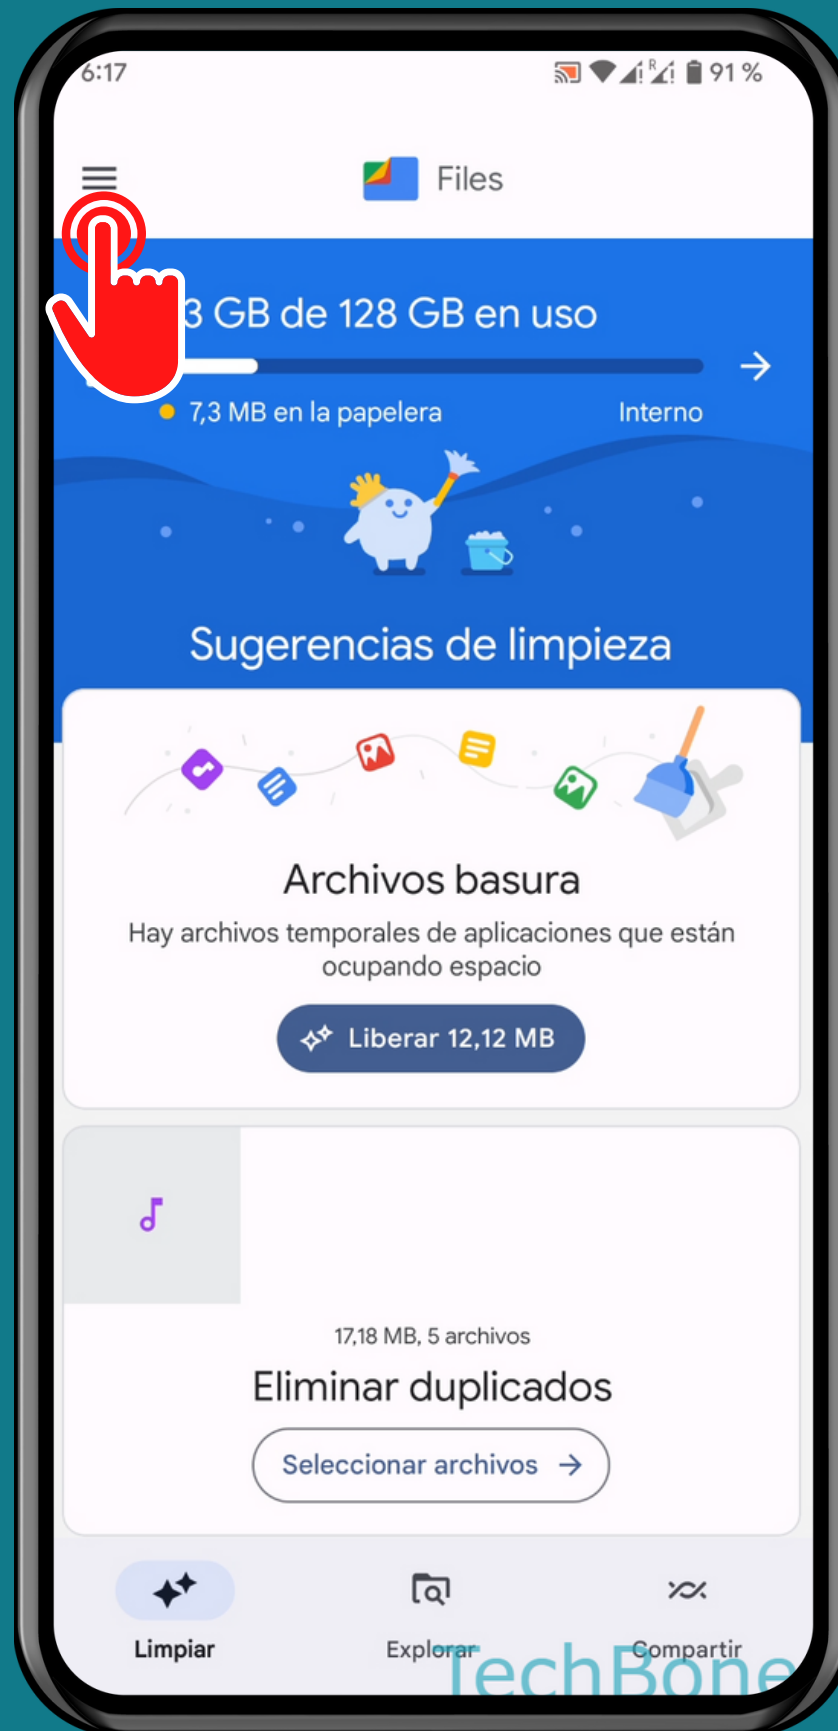 6:17
R
91 %
Files
3 GB de 128 GB en uso
7,3 MB en la papelera
Interno
Sugerencias de limpieza
Archivos basura
Hay archivos temporales de aplicaciones que están
ocupando espacio
Liberar 12,12 MB
17,18 MB, 5 archivos
Eliminar duplicados
Seleccionar archivos
Limpiar
Explorar
Compartir
TechBone